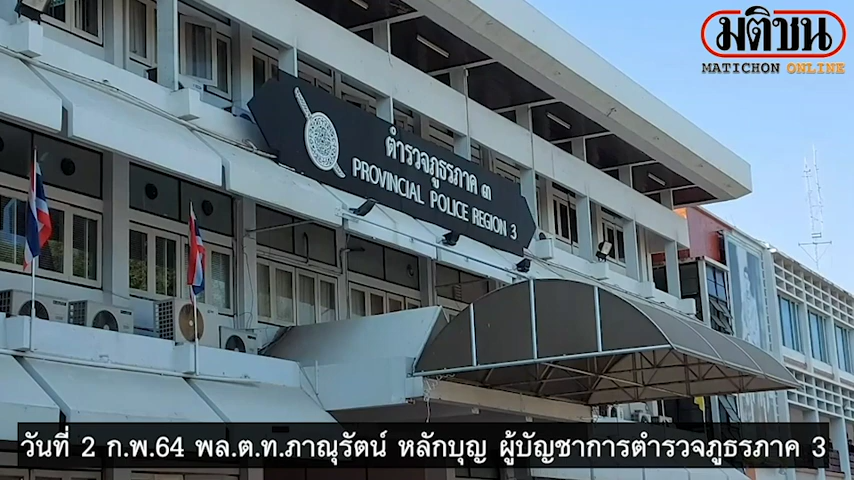 มติชน
MATICHON ONLINE
ตำรวจภูธรภาค ๓
PROVINCIAL POLICE REGION 3
วันที่ 2 ก.พ.64 พล.ต.ท.ภาณุรัตน์ หลักบุญ ผู้บัญชาการตำรวจภูธรภาค 3